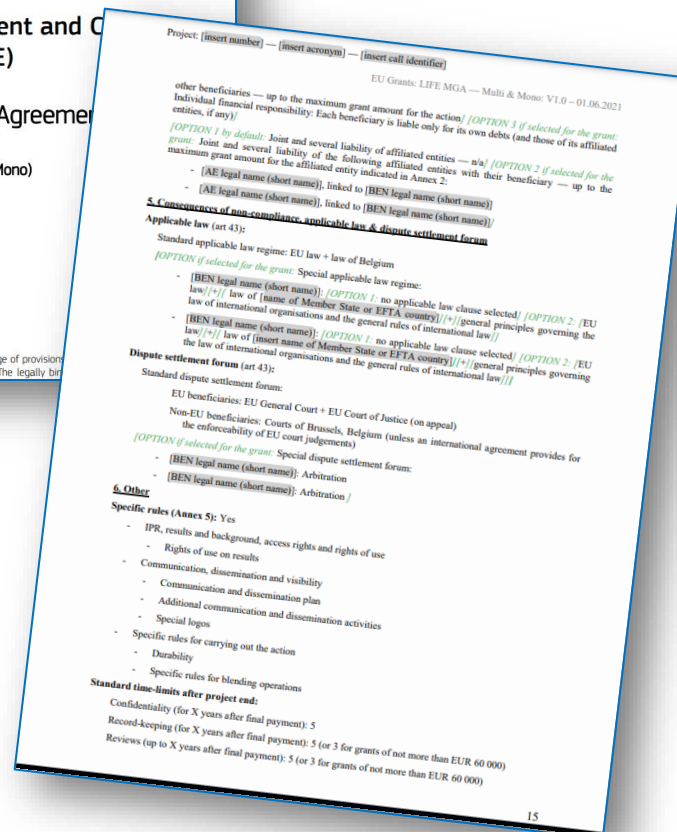 ent and C
E)
Agreemer
Mono)
ge of provisions
The legally bin
Project: [insert number] — [insert acronym] — [insert call identifier]
EU Grants: LIFE MGA — Multi & Mono: V1.0 – 01.06.2021
other beneficiaries — up to the maximum grant amount for the action] [OPTION 3 if selected for the grant:
Individual financial responsibility: Each beneficiary is liable only for its own debts (and those of its affiliated
entities, if any)]
[OPTION 1 by default: Joint and several liability of affiliated entities — n/a] [OPTION 2 if selected for the
grant: Joint and several liability of the following affiliated entities with their beneficiary — up to the
maximum grant amount for the affiliated entity indicated in Annex 2:
- [AE legal name (short name)], linked to [BEN legal name (short name)]
- [AE legal name (short name)], linked to [BEN legal name (short name)]]
5. Consequences of non-compliance, applicable law & dispute settlement forum
Applicable law (art 43):
Standard applicable law regime: EU law + law of Belgium
[OPTION if selected for the grant: Special applicable law regime:
- [BEN legal name (short name)]: [OPTION 1: no applicable law clause selected] [OPTION 2: [EU
law][+][ law of [name of Member State or EFTA country]][+][general principles governing the
law of international organisations and the general rules of international law]]
- [BEN legal name (short name)]: [OPTION 1: no applicable law clause selected] [OPTION 2: [EU
law][+][ law of [insert name of Member State or EFTA country]][+][general principles governing
the law of international organisations and the general rules of international law]]]
Dispute settlement forum (art 43):
Standard dispute settlement forum:
EU beneficiaries: EU General Court + EU Court of Justice (on appeal)
Non-EU beneficiaries: Courts of Brussels, Belgium (unless an international agreement provides for
the enforceability of EU court judgements)
[OPTION if selected for the grant: Special dispute settlement forum:
- [BEN legal name (short name)]: Arbitration
- [BEN legal name (short name)]: Arbitration ]
6. Other
Specific rules (Annex 5): Yes
- IPR, results and background, access rights and rights of use
- Rights of use on results
- Communication, dissemination and visibility
- Communication and dissemination plan
- Additional communication and dissemination activities
- Special logos
- Specific rules for carrying out the action
- Durability
- Specific rules for blending operations
Standard time-limits after project end:
Confidentiality (for X years after final payment): 5
Record-keeping (for X years after final payment): 5 (or 3 for grants of not more than EUR 60 000)
Reviews (up to X years after final payment): 5 (or 3 for grants of not more than EUR 60 000)
15